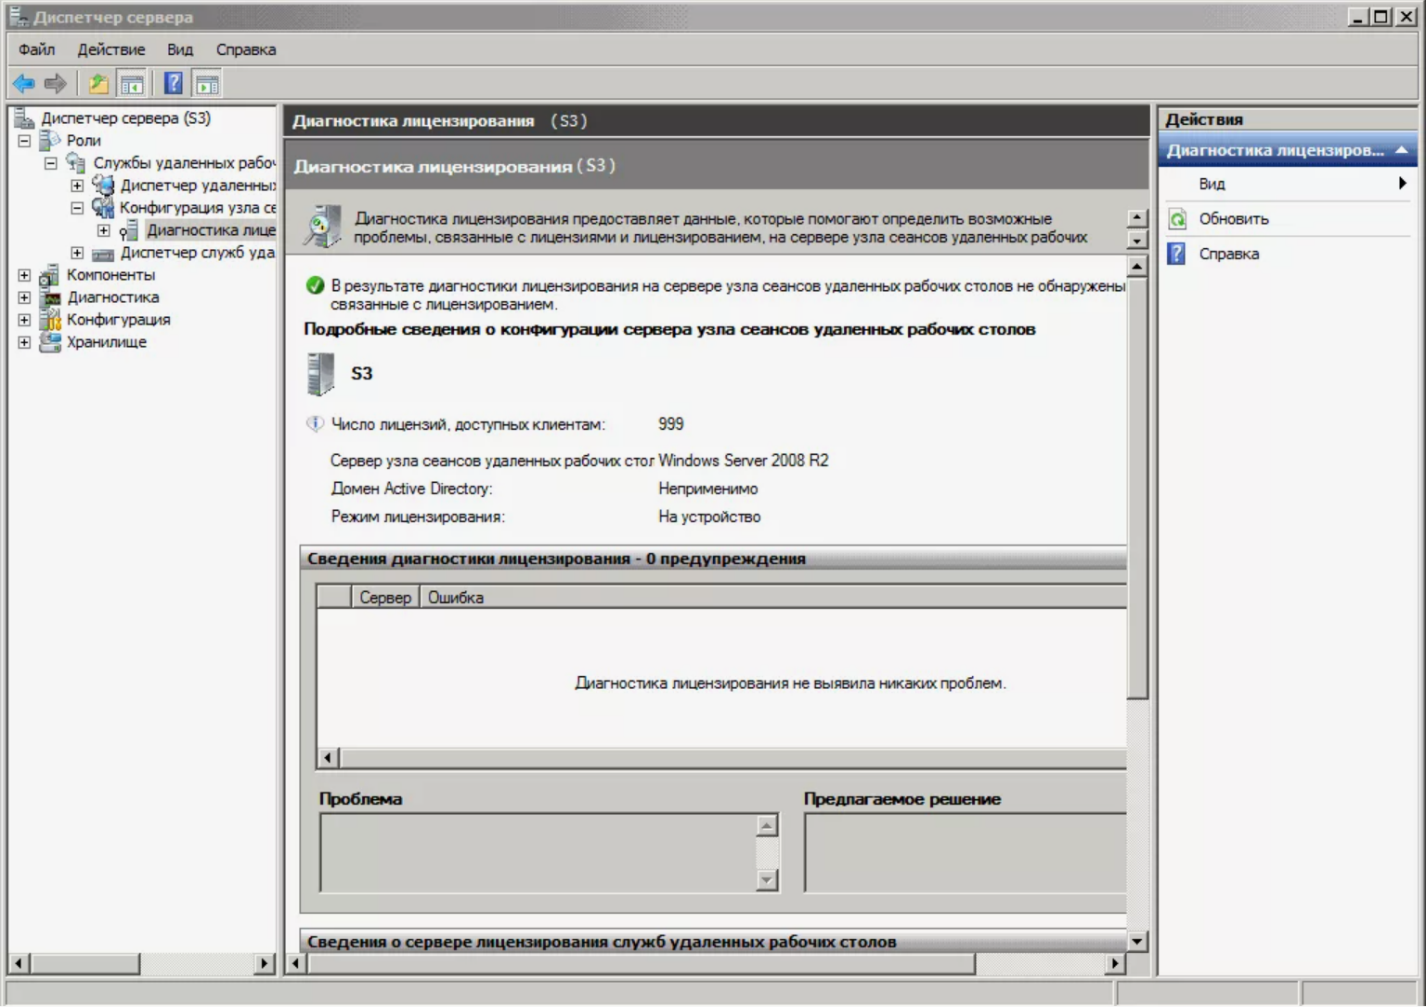 Диспетчер сервера
Файл Действие Вид Справка
Диспетчер сервера (S3)
Роли
Службы удаленных рабоч
Диспетчер удаленны
Конфигурация узла се
Диагностика лице
Диспетчер служб уда
Компоненты
Диагностика
Конфигурация
Хранилище
Диагностика лицензирования (S3)
Диагностика лицензирования (S3)
Диагностика лицензирования предоставляет данные, которые помогают определить возможные
проблемы, связанные с лицензиями и лицензированием, на сервере узла сеансов удаленных рабочих
В результате диагностики лицензирования на сервере узла сеансов удаленных рабочих столов не обнаружены
связанные с лицензированием.
Подробные сведения о конфигурации сервера узла сеансов удаленных рабочих столов
S3
Число лицензий, доступных клиентам: 999
Сервер узла сеансов удаленных рабочих стол Windows Server 2008 R2
Домен Active Directory: Неприменимо
Режим лицензирования: На устройство
Сведения диагностики лицензирования - 0 предупреждения
Сервер Ошибка
Диагностика лицензирования не выявила никаких проблем.
Проблема Предлагаемое решение
Сведения о сервере лицензирования служб удаленных рабочих столов
Действия
Диагностика лицензиров...
Вид
Обновить
Справка